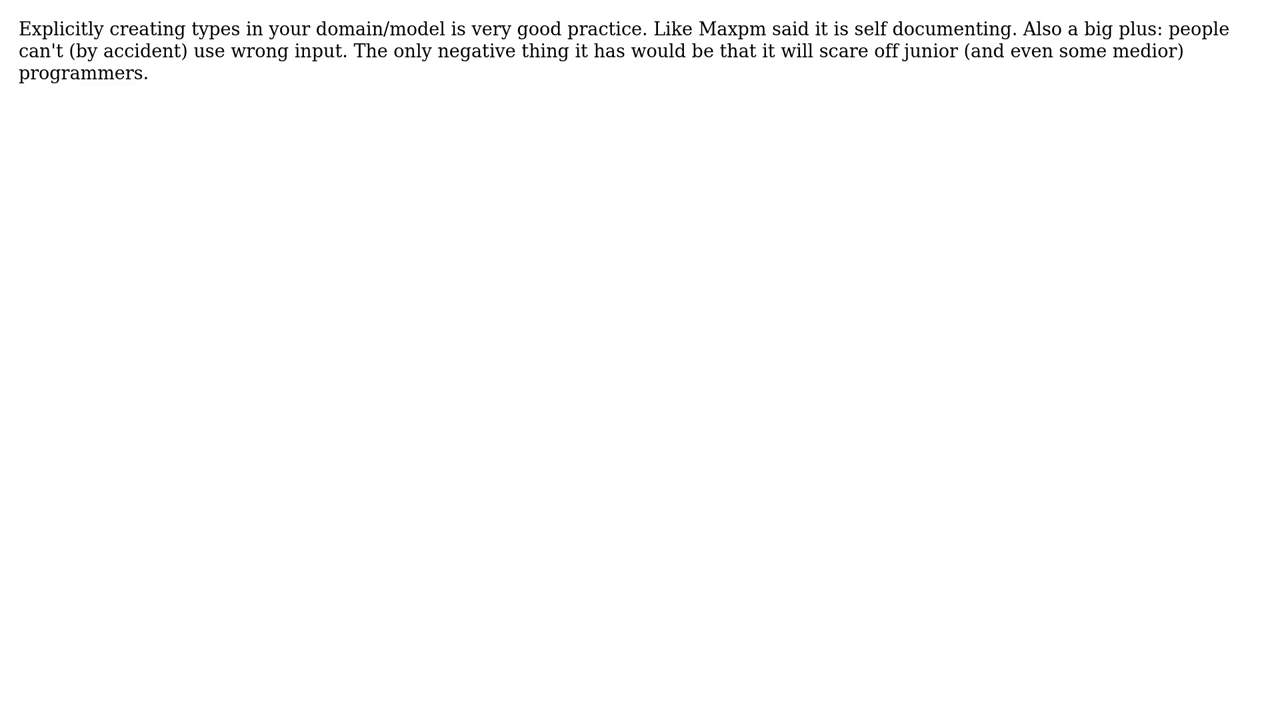 Explicitly creating types in your domain/model is very good practice. Like Maxpm said it is self documenting. Also a big plus: people
can't (by accident) use wrong input. The only negative thing it has would be that it will scare off junior (and even some medior)
programmers.